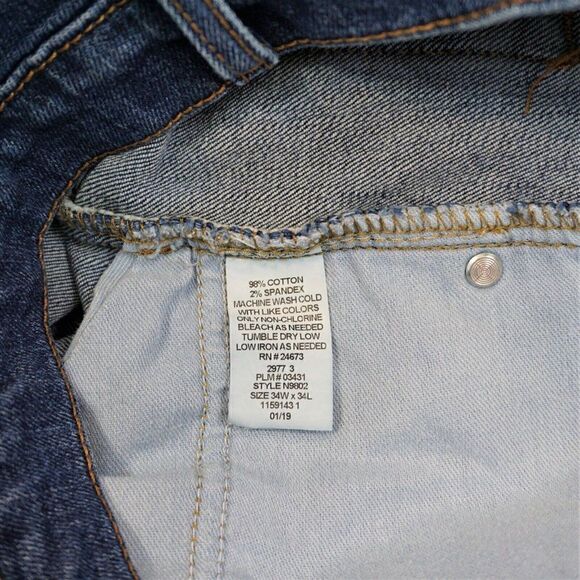 98% COTTON
2% SPANDEX
MACHINE WASH COLD
WITH LIKE COLORS
ONLY NON-CHLORINE
BLEACH AS NEEDED
TUMBLE DRY LOW
LOW IRON AS NEEDED
RN # 24673
2977 3
PLM # 03431
STYLE N9802
SIZE 34W x 34L
1159143 1
01/19